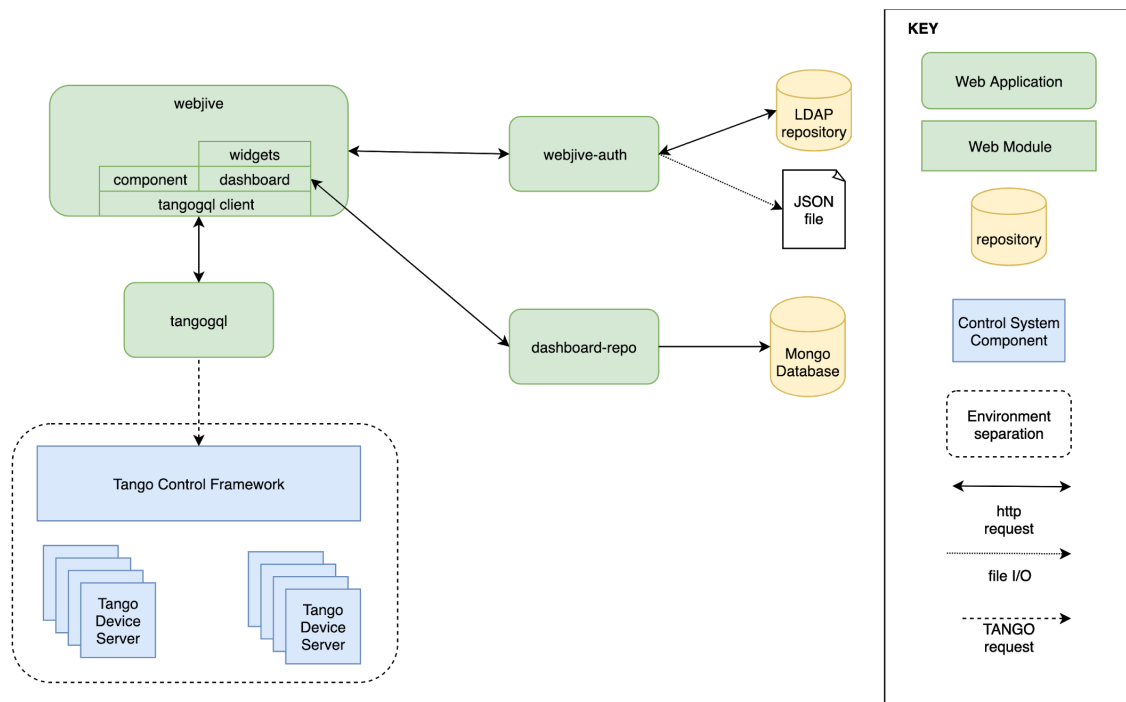 webjive
widgets
component
dashboard
tangogql client
tangogql
webjive-auth
LDAP
repository
JSON
file
dashboard-repo
Mongo
Database
Tango Control Framework
Tango
Device
Server
Tango
Device
Server
KEY
Web Application
Web Module
repository
Control System
Component
Environment
separation
http
request
file I/O
TANGO
request